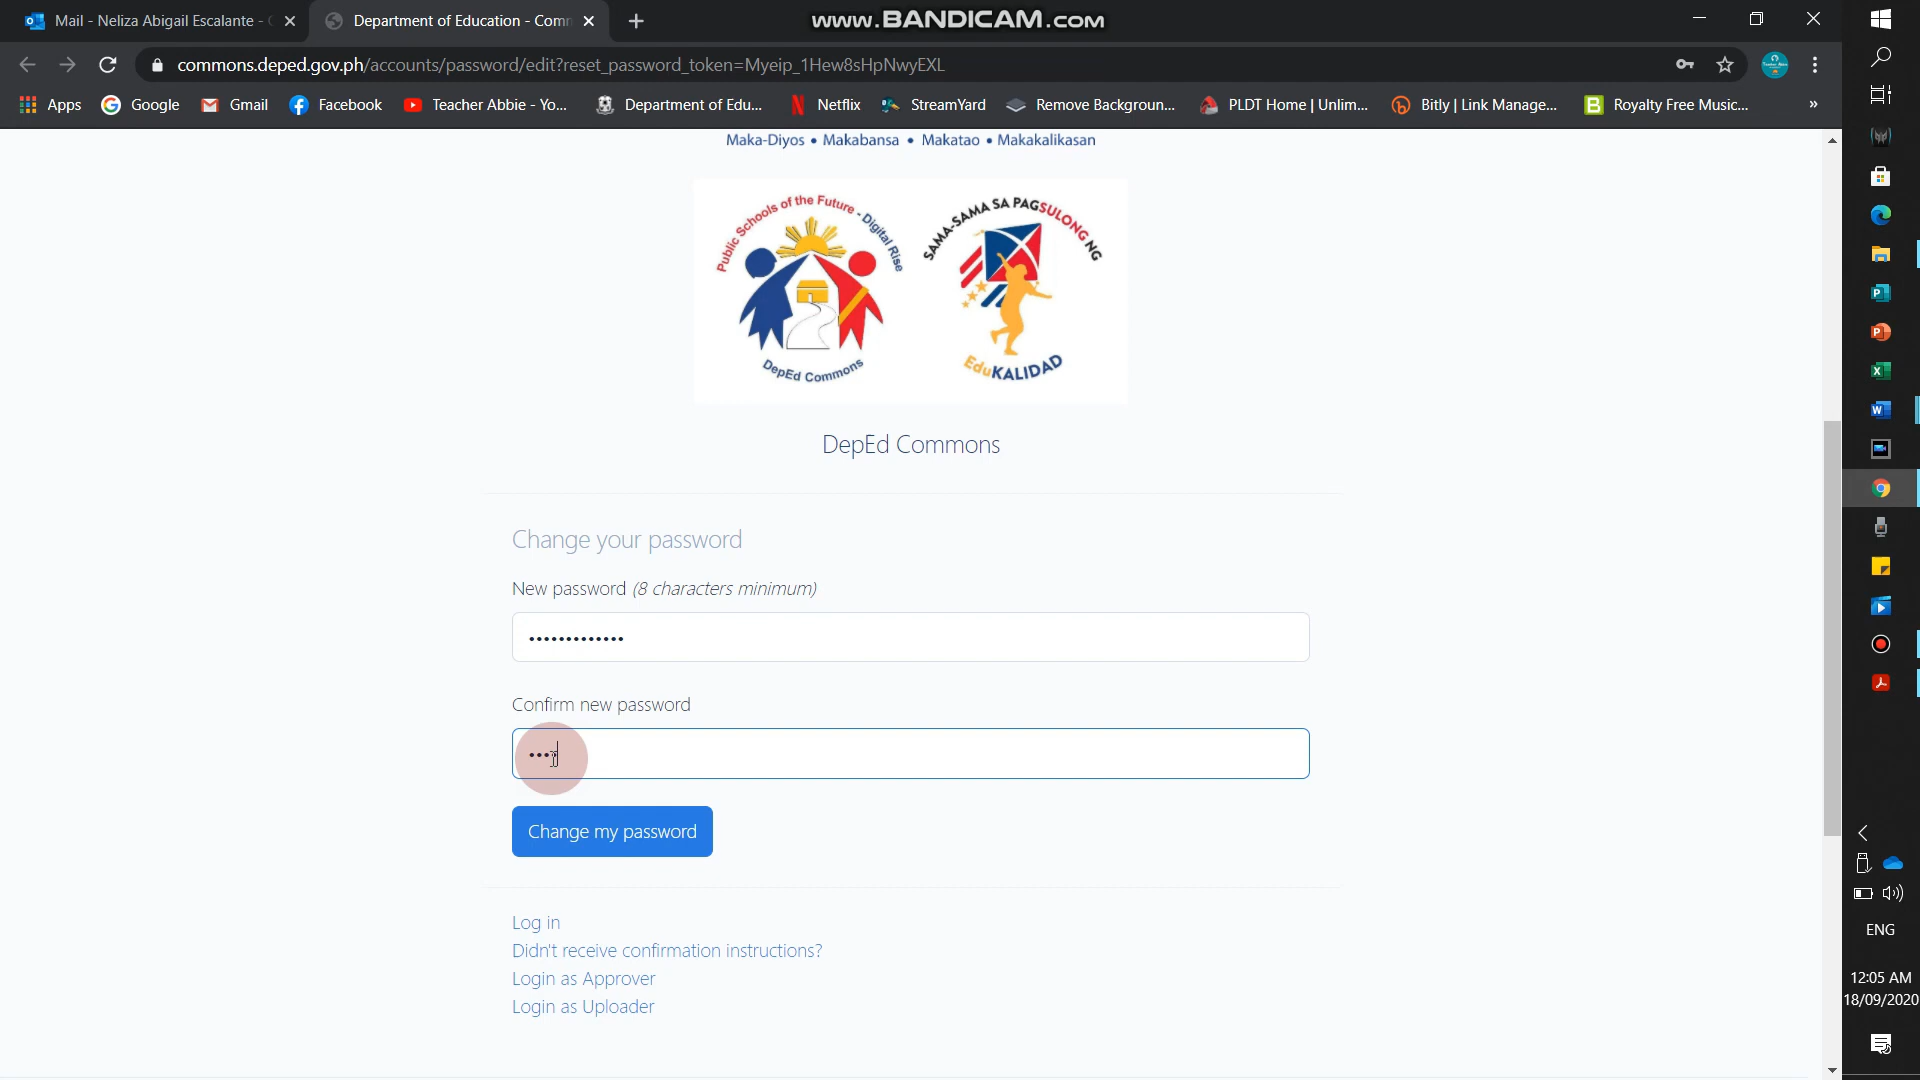 Mail - Neliza Abigail Escalante -
Department of Education - Comm
www.BANDICAM.com
commons.deped.gov.ph/accounts/password/edit?reset_password_token=Myeip_1Hew8sHpNwyEXL
Apps
Google
Gmail
Facebook
Teacher Abbie - Yo...
Department of Edu...
Netflix
StreamYard
Remove Backgroun...
PLDT Home | Unlim...
Bitly | Link Manage...
Royalty Free Music...
»
Maka-Diyos • Makabansa • Makatao • Makakalikasan
Public Schools of the Future - Digital Rise
DepEd Commons
SAMA-SAMA SA PAGSULONG NG
EduKALIDAD
DepEd Commons
Change your password
New password (8 characters minimum)
•••••••••••••
Confirm new password
••••
Change my password
Log in
Didn't receive confirmation instructions?
Login as Approver
Login as Uploader
ENG
12:05 AM
18/09/2020